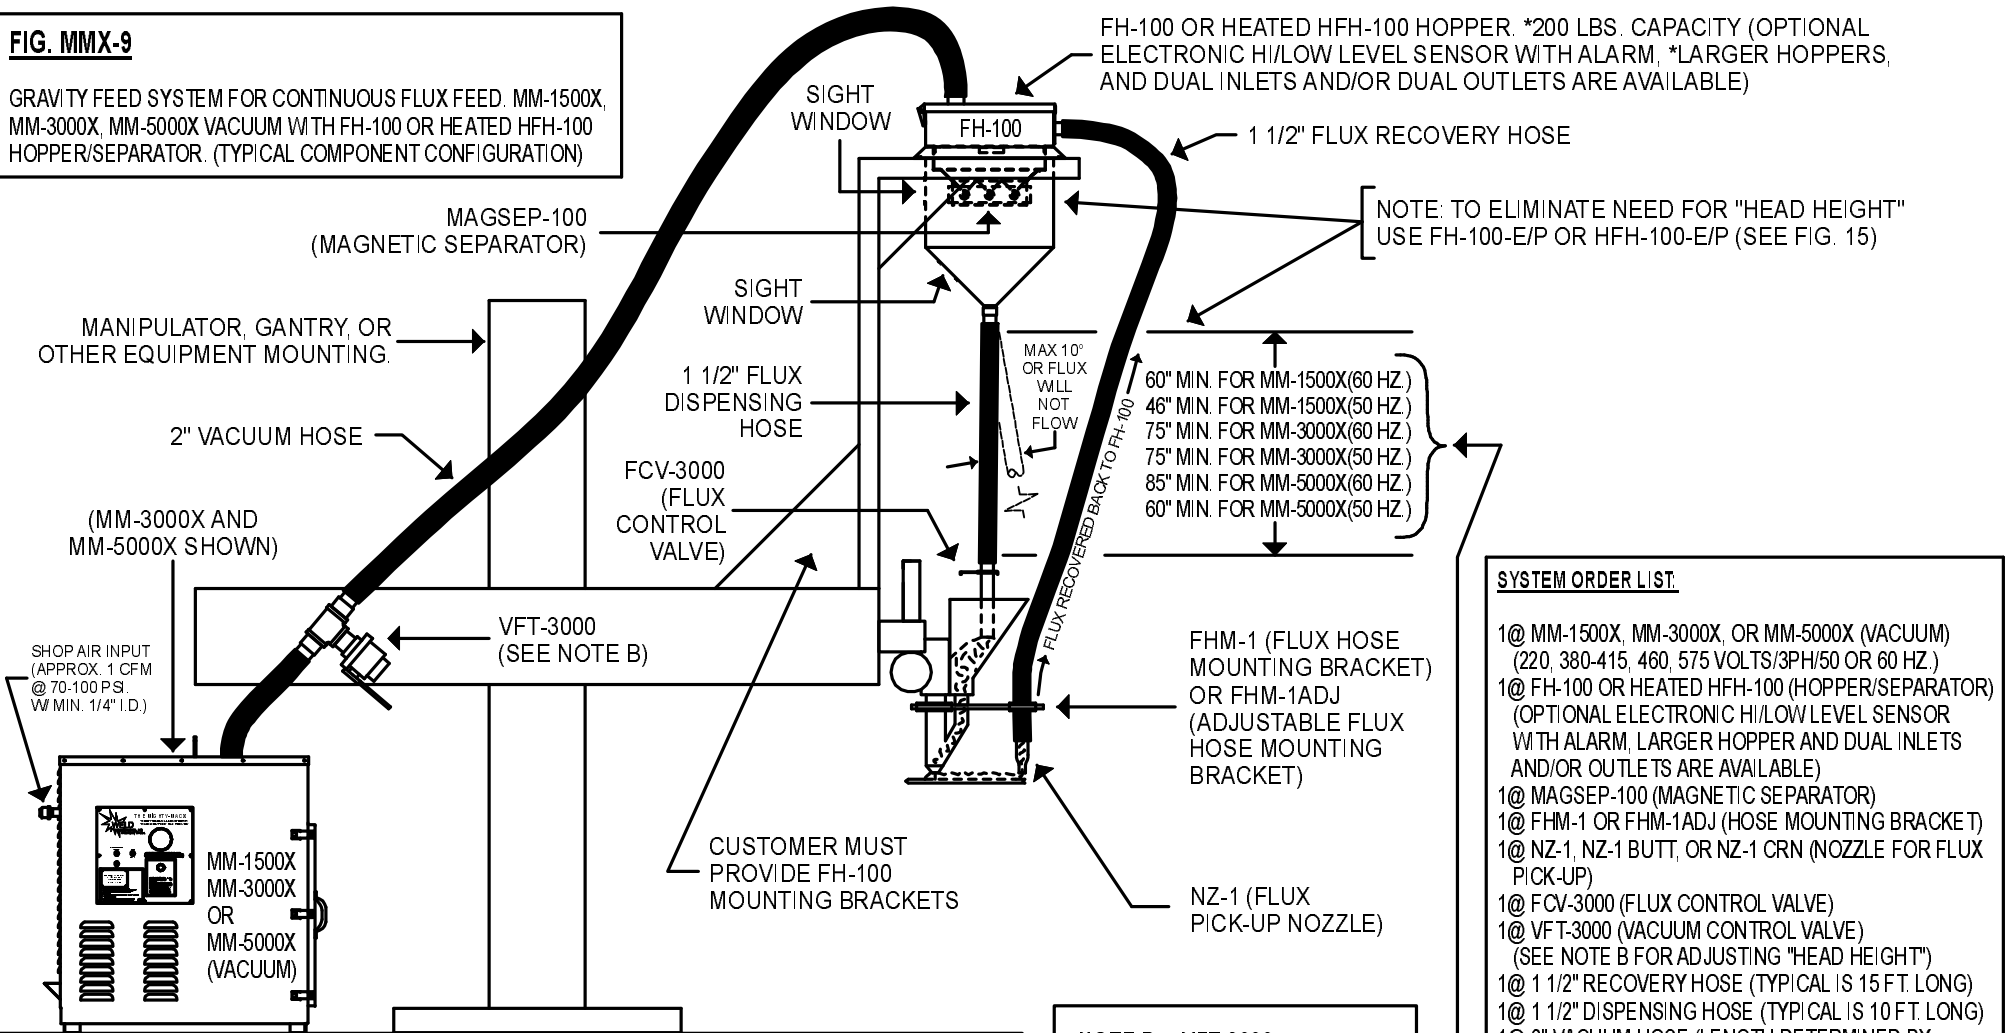 FIG. MMX-9
GRAVITY FEED SYSTEM FOR CONTINUOUS FLUX FEED. MM-1500X,
MM-3000X, MM-5000X VACUUM WITH FH-100 OR HEATED HFH-100
HOPPER/SEPARATOR. (TYPICAL COMPONENT CONFIGURATION)
FH-100 OR HEATED HFH-100 HOPPER. *200 LBS. CAPACITY (OPTIONAL
ELECTRONIC HI/LOW LEVEL SENSOR WITH ALARM, *LARGER HOPPERS,
AND DUAL INLETS AND/OR DUAL OUTLETS ARE AVAILABLE)
SIGHT
WINDOW
FH-100
1 1/2" FLUX RECOVERY HOSE
SIGHT
WINDOW
MAGSEP-100
(MAGNETIC SEPARATOR)
NOTE: TO ELIMINATE NEED FOR "HEAD HEIGHT"
USE FH-100-E/P OR HFH-100-E/P (SEE FIG. 15)
SIGHT
WINDOW
MANIPULATOR, GANTRY, OR
OTHER EQUIPMENT MOUNTING.
1 1/2" FLUX
DISPENSING
HOSE
MAX 10°
OR FLUX
WILL
NOT
FLOW
60" MIN. FOR MM-1500X(60 HZ.)
46" MIN. FOR MM-1500X(50 HZ.)
75" MIN. FOR MM-3000X(60 HZ.)
75" MIN. FOR MM-3000X(50 HZ.)
85" MIN. FOR MM-5000X(60 HZ.)
60" MIN. FOR MM-5000X(50 HZ.)
2" VACUUM HOSE
FCV-3000
(FLUX
CONTROL
VALVE)
FLUX RECOVERED BACK TO FH-100
(MM-3000X AND
MM-5000X SHOWN)
VFT-3000
(SEE NOTE B)
SHOP AIR INPUT
(APPROX. 1 CFM
@ 70-100 PSI.
W/ MIN. 1/4" I.D.)
FHM-1 (FLUX HOSE
MOUNTING BRACKET)
OR FHM-1ADJ
(ADJUSTABLE FLUX
HOSE MOUNTING
BRACKET)
CUSTOMER MUST
PROVIDE FH-100
MOUNTING BRACKETS
NZ-1 (FLUX
PICK-UP NOZZLE)
MM-1500X
MM-3000X
OR
MM-5000X
(VACUUM)
SYSTEM ORDER LIST:
1@ MM-1500X, MM-3000X, OR MM-5000X (VACUUM)
(220, 380-415, 460, 575 VOLTS/3PH/50 OR 60 HZ.)
1@ FH-100 OR HEATED HFH-100 (HOPPER/SEPARATOR)
(OPTIONAL ELECTRONIC HI/LOW LEVEL SENSOR
WITH ALARM, LARGER HOPPER AND DUAL INLETS
AND/OR OUTLETS ARE AVAILABLE)
1@ MAGSEP-100 (MAGNETIC SEPARATOR)
1@ FHM-1 OR FHM-1ADJ (HOSE MOUNTING BRACKET)
1@ NZ-1, NZ-1 BUTT, OR NZ-1 CRN (NOZZLE FOR FLUX
PICK-UP)
1@ FCV-3000 (FLUX CONTROL VALVE)
1@ VFT-3000 (VACUUM CONTROL VALVE)
(SEE NOTE B FOR ADJUSTING "HEAD HEIGHT")
1@ 1 1/2" RECOVERY HOSE (TYPICAL IS 15 FT. LONG)
1@ 1 1/2" DISPENSING HOSE (TYPICAL IS 10 FT. LONG)